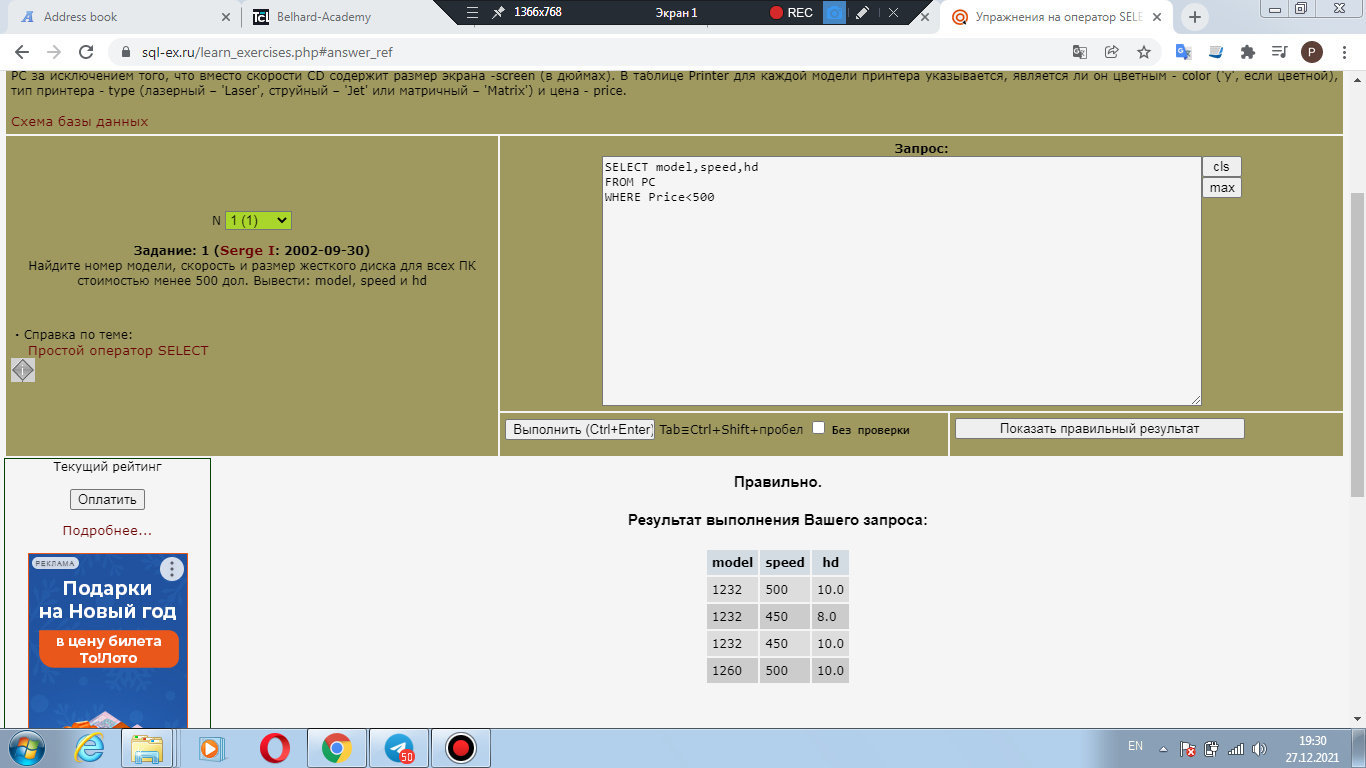 Address book
TCL Belhard-Academy
1366x768
Экран 1
REC
Упражнения на оператор SELE
sql-ex.ru/learn_exercises.php#answer_ref
P
PC за исключением того, что вместо скорости CD содержит размер экрана -screen (в дюймах). В таблице Printer для каждой модели принтера указывается, является ли он цветным - color ('y', если цветной),
тип принтера - type (лазерный – 'Laser', струйный – 'Jet' или матричный – 'Matrix') и цена - price.
Схема базы данных
N 1 (1)
Задание: 1 (Serge I: 2002-09-30)
Найдите номер модели, скорость и размер жесткого диска для всех ПК
стоимостью менее 500 дол. Вывести: model, speed и hd
· Справка по теме:
Простой оператор SELECT
i
Запрос:
SELECT model,speed,hd
FROM PC
WHERE Price<500
cls
max
Выполнить (Ctrl+Enter) Tab≡Ctrl+Shift+пробел Без проверки
Показать правильный результат
Текущий рейтинг
Оплатить
Подробнее...
РЕКЛАМА
Подарки
на Новый год
в цену билета
То!Лото
Правильно.
Результат выполнения Вашего запроса:
model speed hd
1232 500 10.0
1232 450 8.0
1232 450 10.0
1260 500 10.0
50
EN
19:30
27.12.2021